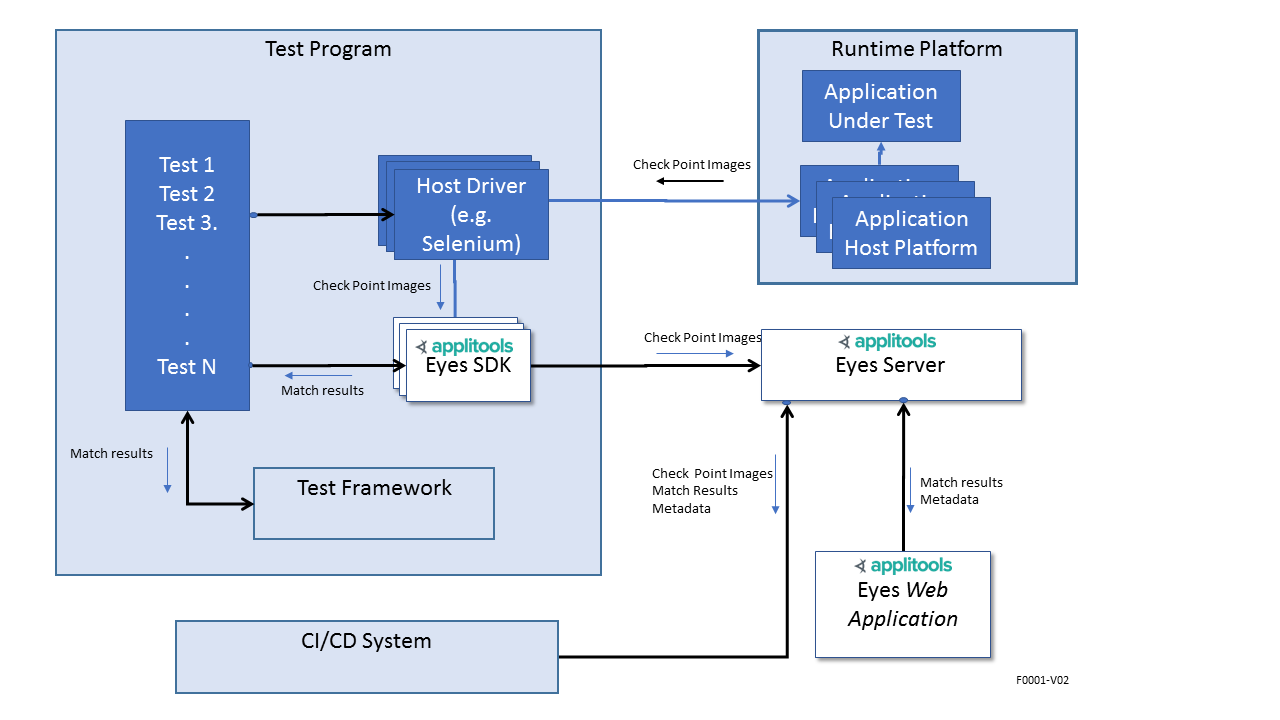 Test Program
Runtime Platform
Application
Under Test
Test 1
Test 2
Test 3.
.
.
.
.
Test N
Host Driver
(e.g.
Selenium)
Check Point Images
Application
Host Platform
Check Point Images
applitools
Eyes SDK
Match results
Check Point Images
applitools
Eyes Server
Match results
Test Framework
Check  Point Images
Match Results
Metadata
Match results
Metadata
applitools
Eyes Web
Application
CI/CD System
F0001-V02